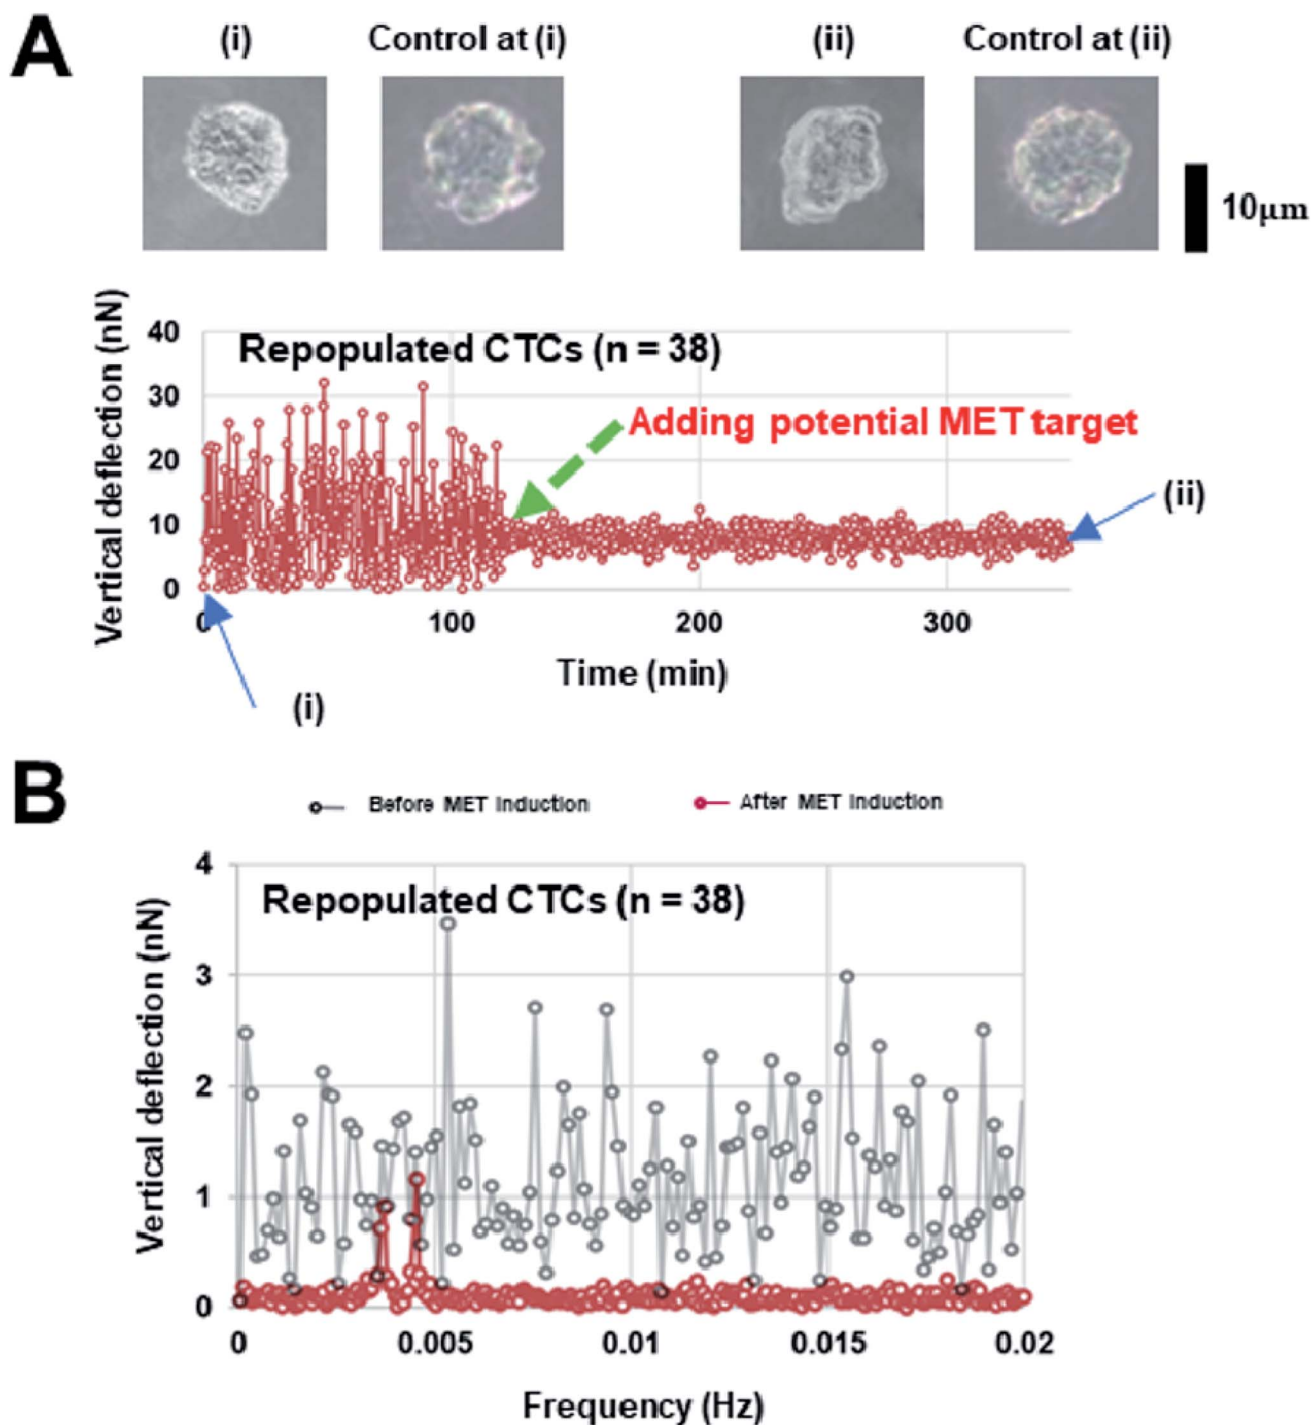 A
(i)
Control at (i)
(ii)
Control at (ii)
10µm
Vertical deflection (nN)
40
30
20
10
0
Repopulated CTCs (n = 38)
Adding potential MET target
(ii)
0
100
200
300
Time (min)
(i)
B
Before MET Induction
After MET Induction
Vertical deflection (nN)
4
3
2
1
0
Repopulated CTCs (n = 38)
0
0.005
0.01
0.015
0.02
Frequency (Hz)